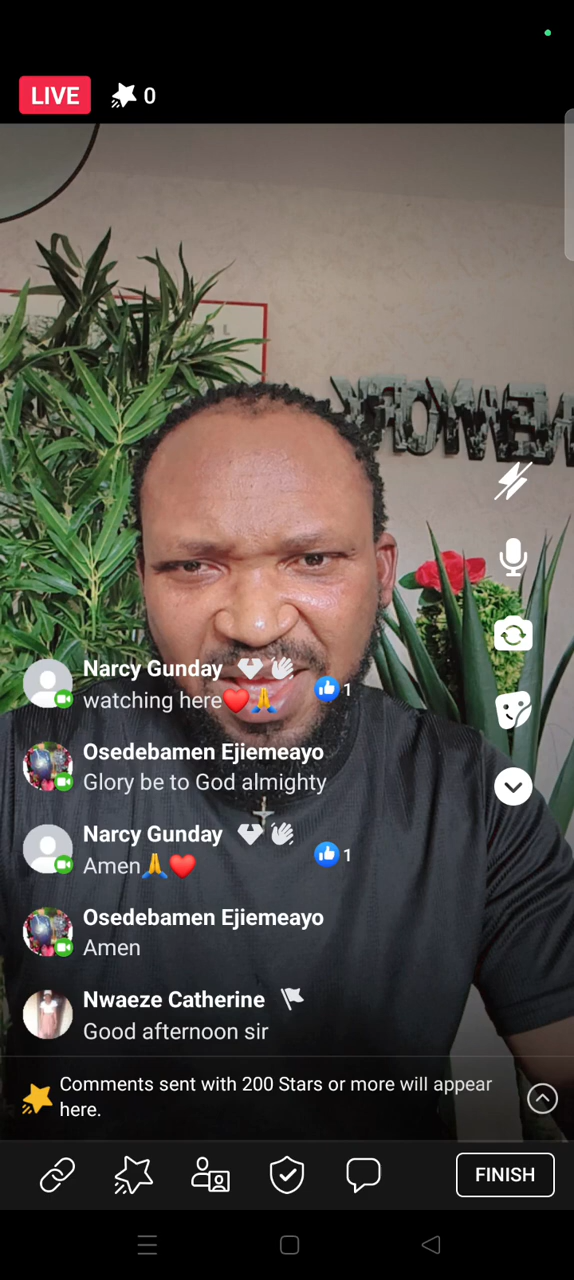 LIVE
0
Narcy Gunday
watching here❤️🙏
1
Osedebamen Ejiemeayo
Glory be to God almighty
Narcy Gunday
Amen🙏❤️
1
Osedebamen Ejiemeayo
Amen
Nwaeze Catherine
Good afternoon sir
Comments sent with 200 Stars or more will appear
here.
FINISH